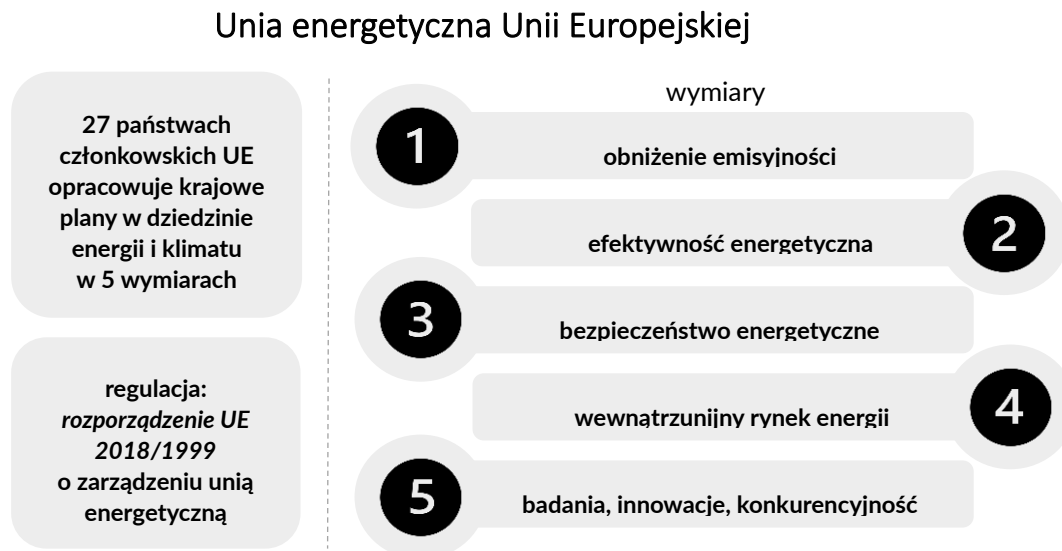 Unia energetyczna Unii Europejskiej
27 państwach
członkowskich UE
opracowuje krajowe
plany w dziedzinie
energii i klimatu
w 5 wymiarach
regulacja:
rozporządzenie UE
2018/1999
o zarządzeniu unią
energetyczną
wymiary
1
obniżenie emisyjności
2
efektywność energetyczna
3
bezpieczeństwo energetyczne
4
wewnątrzunijny rynek energii
5
badania, innowacje, konkurencyjność